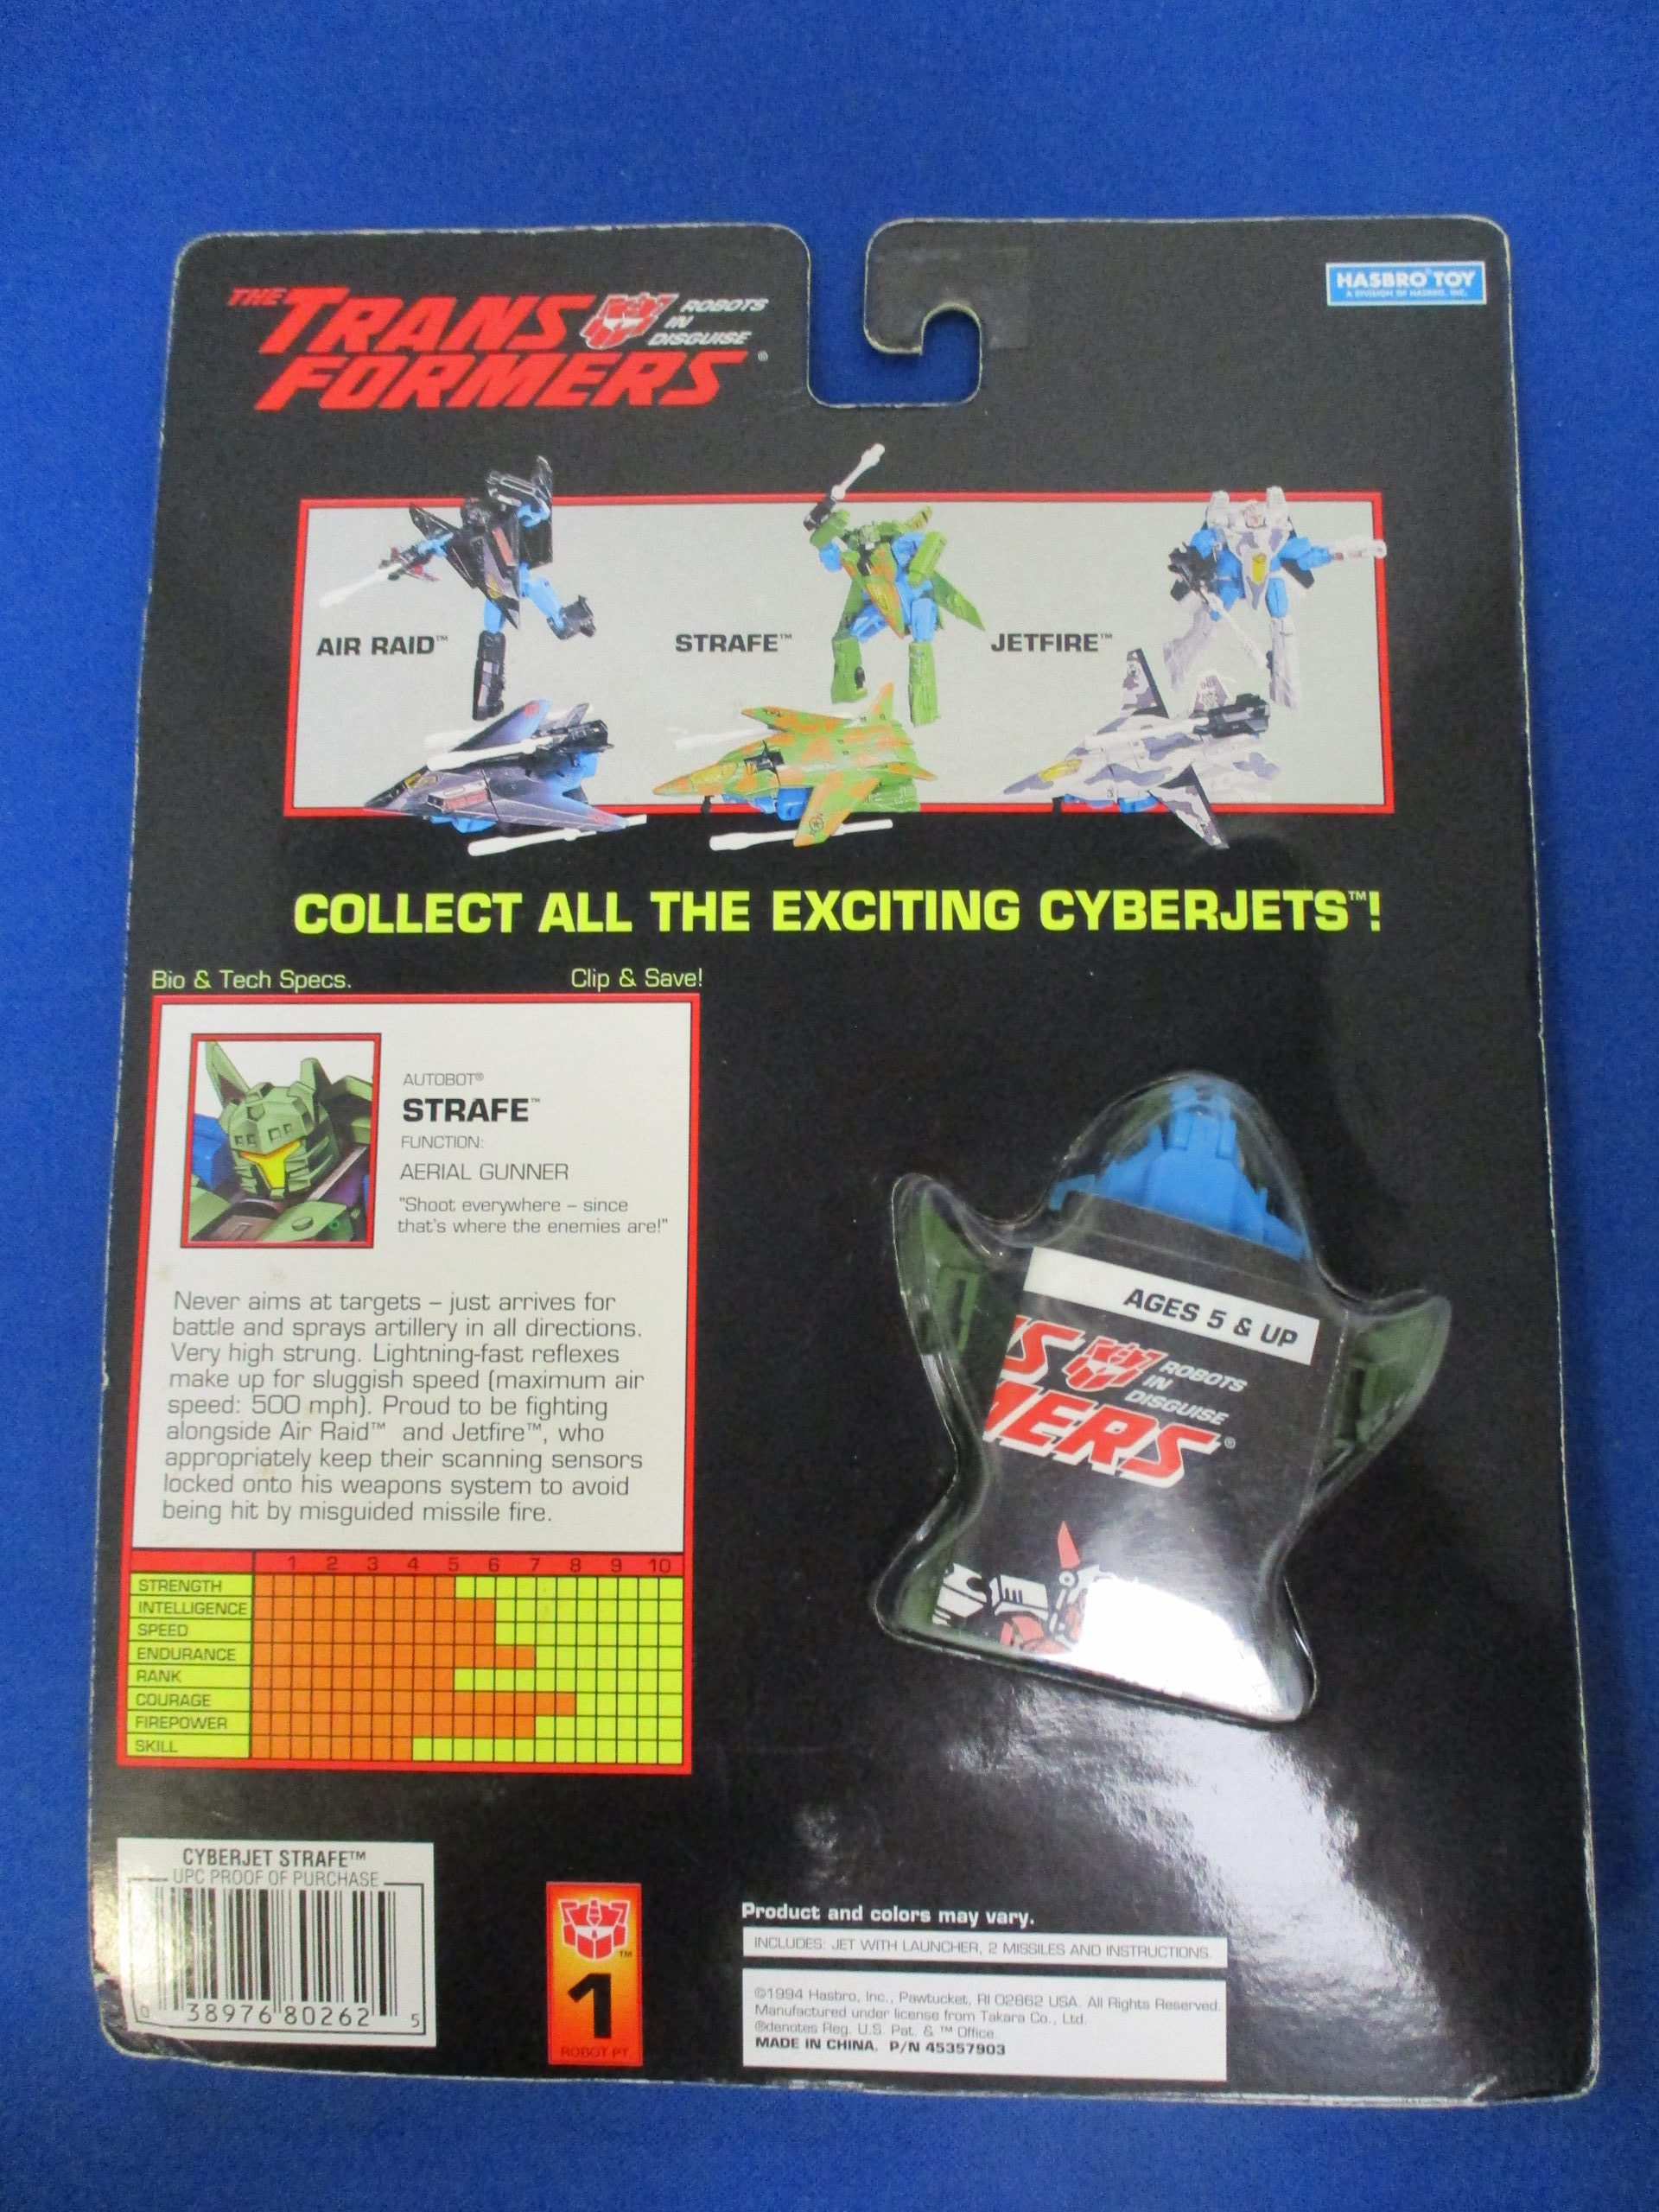 THE TRANSFORMERS ROBOTS IN DISGUISE ®
HASBRO® TOY
A DIVISION OF HASBRO, INC.
AIR RAID™
STRAFE™
JETFIRE™
COLLECT ALL THE EXCITING CYBERJETS™!
Bio & Tech Specs. Clip & Save!
AUTOBOT®
STRAFE™
FUNCTION:
AERIAL GUNNER
"Shoot everywhere – since
that's where the enemies are!"
Never aims at targets – just arrives for
battle and sprays artillery in all directions.
Very high strung. Lightning-fast reflexes
make up for sluggish speed (maximum air
speed: 500 mph). Proud to be fighting
alongside Air Raid™ and Jetfire™, who
appropriately keep their scanning sensors
locked onto his weapons system to avoid
being hit by misguided missile fire.
1 2 3 4 5 6 7 8 9 10
STRENGTH
INTELLIGENCE
SPEED
ENDURANCE
RANK
COURAGE
FIREPOWER
SKILL
AGES 5 & UP
NS ROBOTS
IN
DISGUISE
MERS®
CYBERJET STRAFE™
UPC PROOF OF PURCHASE
0 38976 80262 5
™
1
ROBOT PT.
Product and colors may vary.
INCLUDES: JET WITH LAUNCHER, 2 MISSILES AND INSTRUCTIONS.
©1994 Hasbro, Inc., Pawtucket, RI 02862 USA. All Rights Reserved.
Manufactured under license from Takara Co., Ltd.
®denotes Reg. U.S. Pat. & ™ Office.
MADE IN CHINA. P/N 45357903